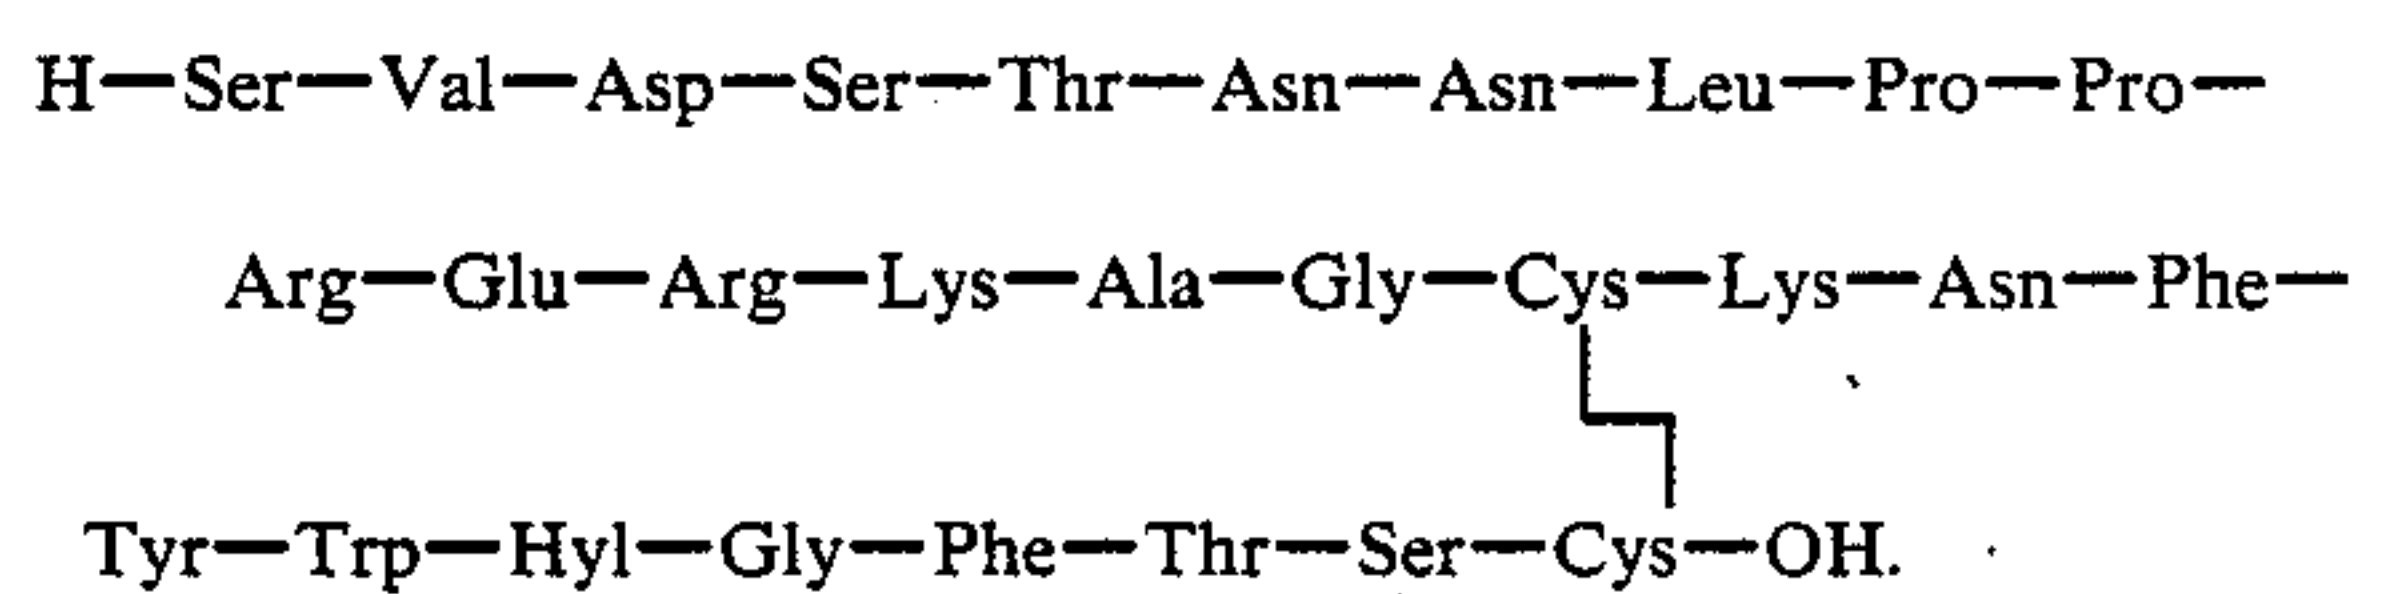 H—Ser—Val—Asp—Ser—Thr—Asn—Asn—Leu—Pro—Pro—
Arg—Glu—Arg—Lys—Ala—Gly—Cys—Lys—Asn—Phe—
Tyr—Trp—Hyl—Gly—Phe—Thr—Ser—Cys—OH.